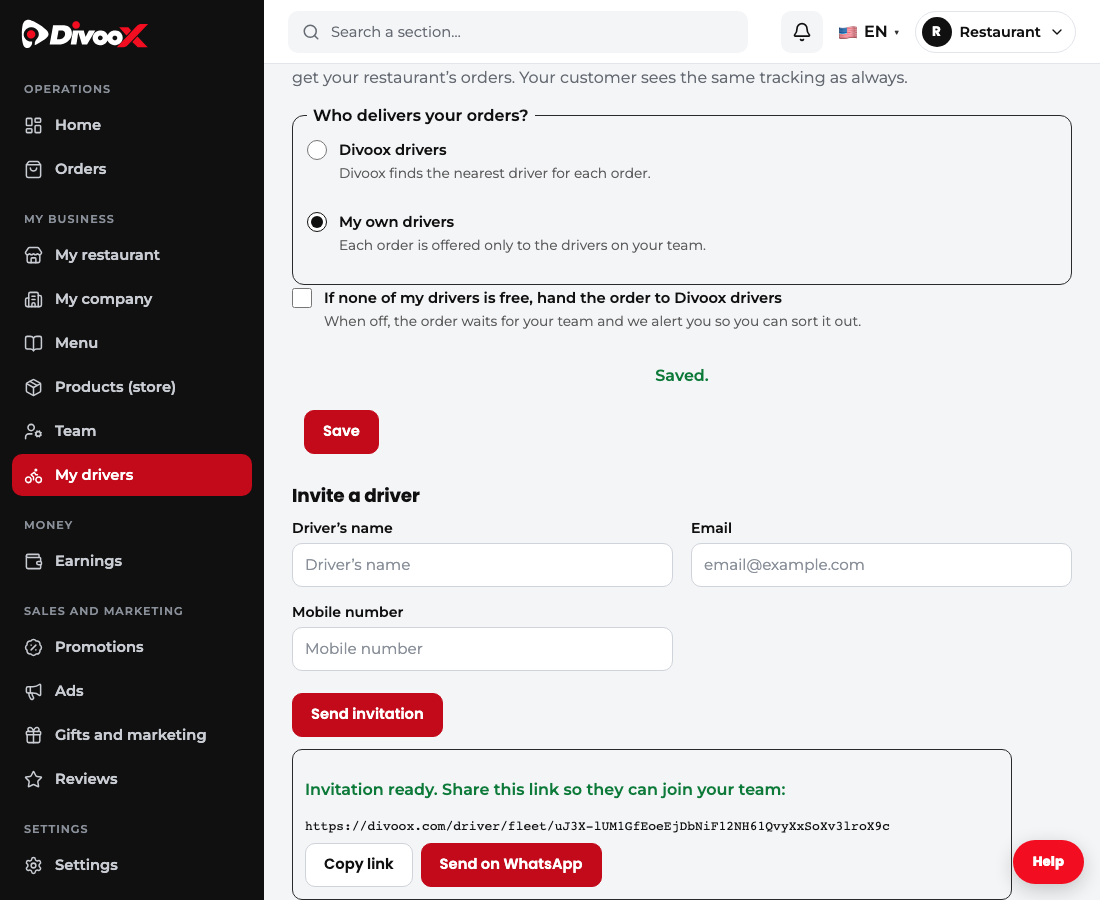 Divoox
Search a section...
EN
R
Restaurant
OPERATIONS
Home
Orders
MY BUSINESS
My restaurant
My company
Menu
Products (store)
Team
My drivers
MONEY
Earnings
SALES AND MARKETING
Promotions
Ads
Gifts and marketing
Reviews
SETTINGS
Settings
get your restaurant’s orders. Your customer sees the same tracking as always.
Who delivers your orders?
Divoox drivers
Divoox finds the nearest driver for each order.
My own drivers
Each order is offered only to the drivers on your team.
If none of my drivers is free, hand the order to Divoox drivers
When off, the order waits for your team and we alert you so you can sort it out.
Saved.
Save
Invite a driver
Driver’s name
Email
Driver’s name
email@example.com
Mobile number
Mobile number
Send invitation
Invitation ready. Share this link so they can join your team:
https://divoox.com/driver/fleet/uJ3X-lUM1GfEoeEjDbNiF12NH61QvyXxSoXv3lroX9c
Copy link
Send on WhatsApp
Help